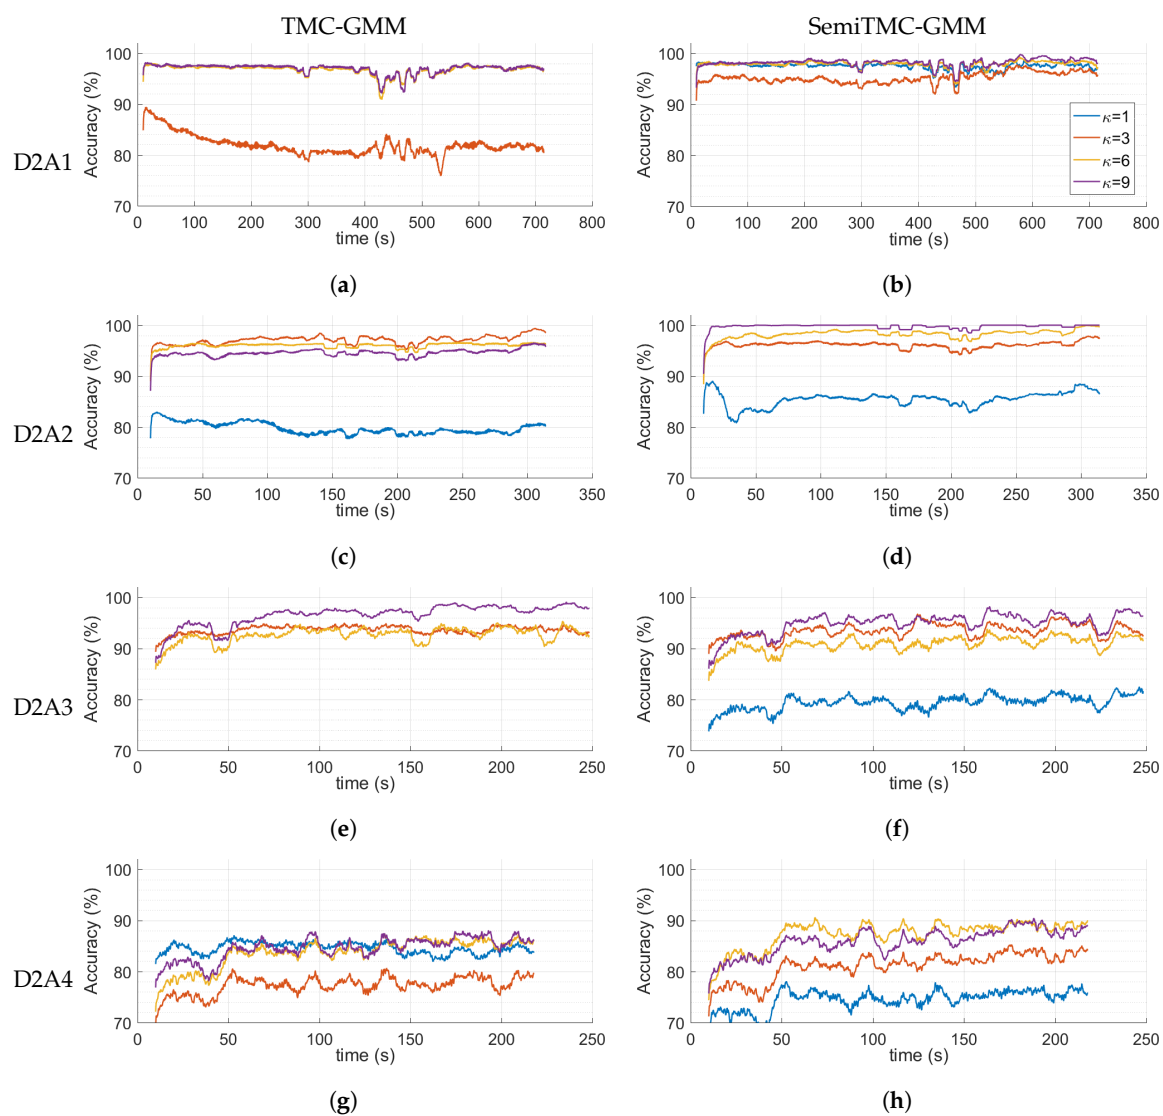 TMC-GMM
SemiTMC-GMM
D2A1
Accuracy (%)
100
90
80
70
0 100 200 300 400 500 600 700 800
time (s)
(a)
Accuracy (%)
100
90
80
70
0 100 200 300 400 500 600 700 800
time (s)
κ=1
κ=3
κ=6
κ=9
(b)
D2A2
Accuracy (%)
100
90
80
70
0 50 100 150 200 250 300 350
time (s)
(c)
Accuracy (%)
100
90
80
70
0 50 100 150 200 250 300 350
time (s)
(d)
D2A3
Accuracy (%)
100
90
80
70
0 50 100 150 200 250
time (s)
(e)
Accuracy (%)
100
90
80
70
0 50 100 150 200 250
time (s)
(f)
D2A4
Accuracy (%)
100
90
80
70
0 50 100 150 200 250
time (s)
(g)
Accuracy (%)
100
90
80
70
0 50 100 150 200 250
time (s)
(h)